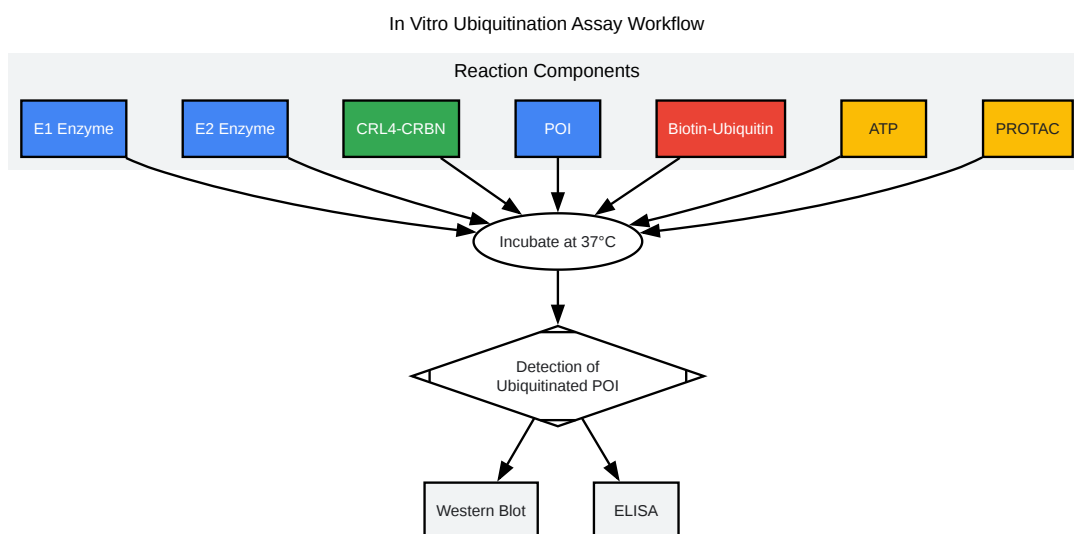 In Vitro Ubiquitination Assay Workflow
Reaction Components
E1 Enzyme
E2 Enzyme
CRL4-CRBN
POI
Biotin-Ubiquitin
ATP
PROTAC
Incubate at 37°C
Detection of
Ubiquitinated POI
Western Blot
ELISA